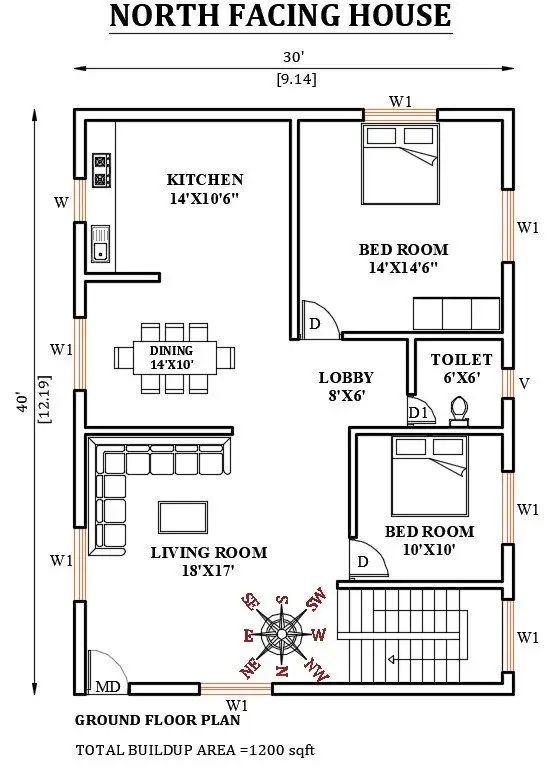 NORTH FACING HOUSE
30'
[9.14]
W1
KITCHEN
14'X10'6"
W
W1
BED ROOM
14'X14'6"
D
W1
DINING
14'X10'
LOBBY
8'X6'
TOILET
6'X6'
V
D1
40'
[12.19]
W1
BED ROOM
10'X10'
D
W1
LIVING ROOM
18'X17'
SE
S
SW
E
W
NE
N
NW
W1
MD
W1
GROUND FLOOR PLAN
TOTAL BUILDUP AREA =1200 sqft